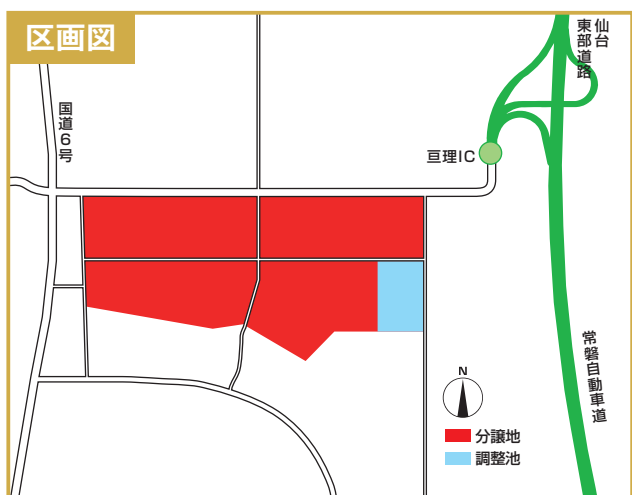 区画図
仙台
東部道路
国道6号
亘理IC
常磐自動車道
N
分譲地
調整池